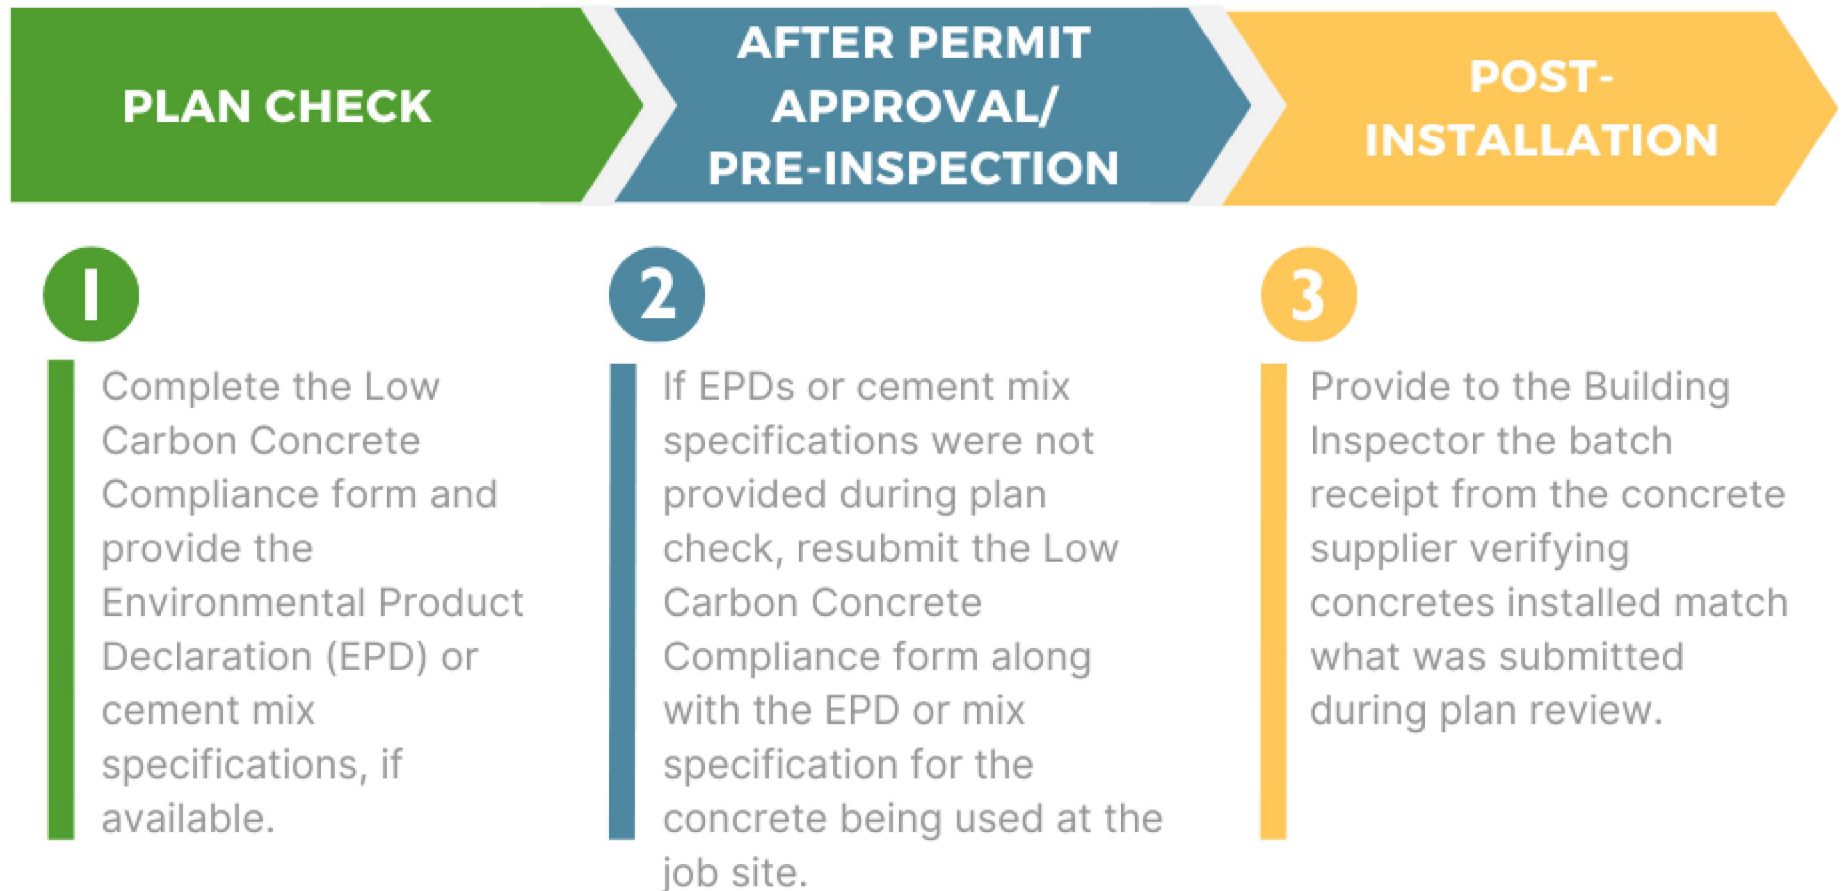 PLAN CHECK
AFTER PERMIT
APPROVAL/
PRE-INSPECTION
POST-
INSTALLATION
1
Complete the Low
Carbon Concrete
Compliance form and
provide the
Environmental Product
Declaration (EPD) or
cement mix
specifications, if
available.
2
If EPDs or cement mix
specifications were not
provided during plan
check, resubmit the Low
Carbon Concrete
Compliance form along
with the EPD or mix
specification for the
concrete being used at the
job site.
3
Provide to the Building
Inspector the batch
receipt from the concrete
supplier verifying
concretes installed match
what was submitted
during plan review.